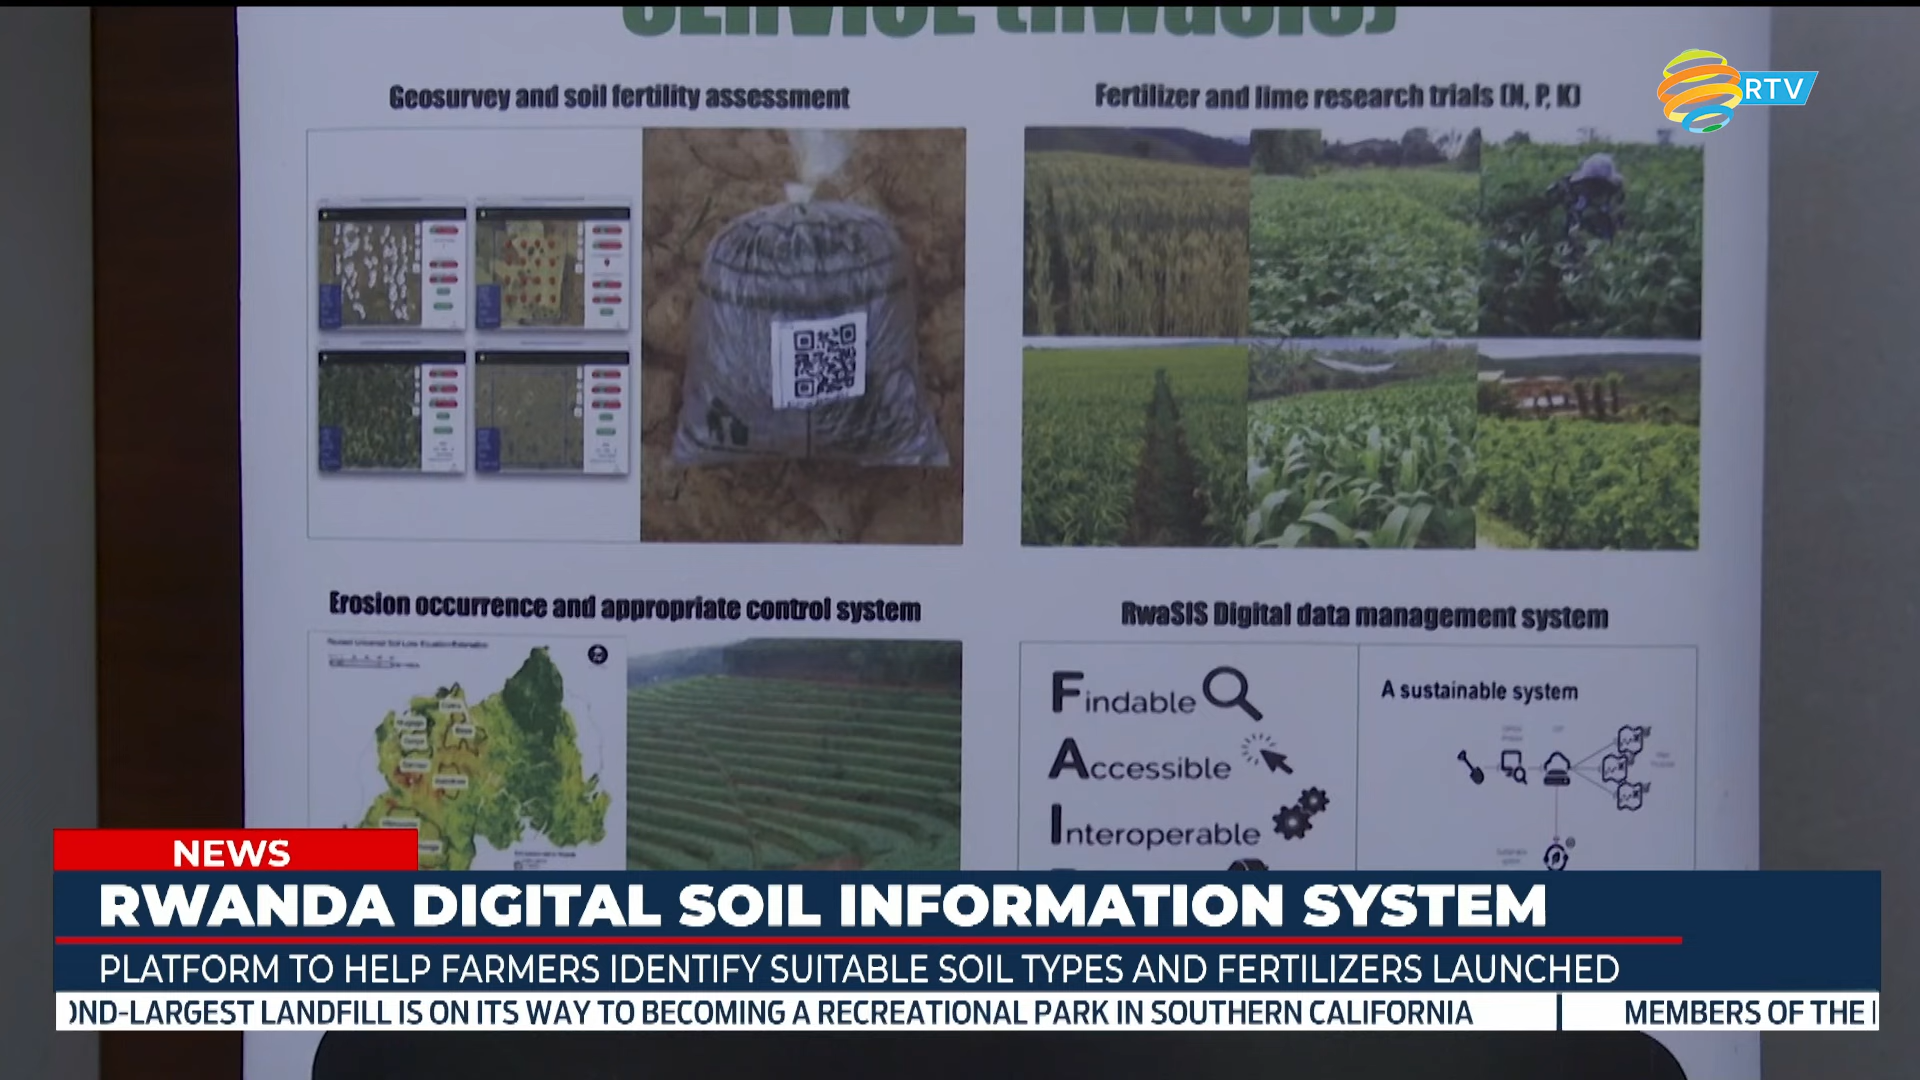 SERVICE (RwaSIS)
RTV
Geosurvey and soil fertility assessment
Fertilizer and lime research trials (N, P, K)
Erosion occurrence and appropriate control system
RwaSIS Digital data management system
Findable
Accessible
Interoperable
A sustainable system
NEWS
RWANDA DIGITAL SOIL INFORMATION SYSTEM
PLATFORM TO HELP FARMERS IDENTIFY SUITABLE SOIL TYPES AND FERTILIZERS LAUNCHED
OND-LARGEST LANDFILL IS ON ITS WAY TO BECOMING A RECREATIONAL PARK IN SOUTHERN CALIFORNIA
MEMBERS OF THE